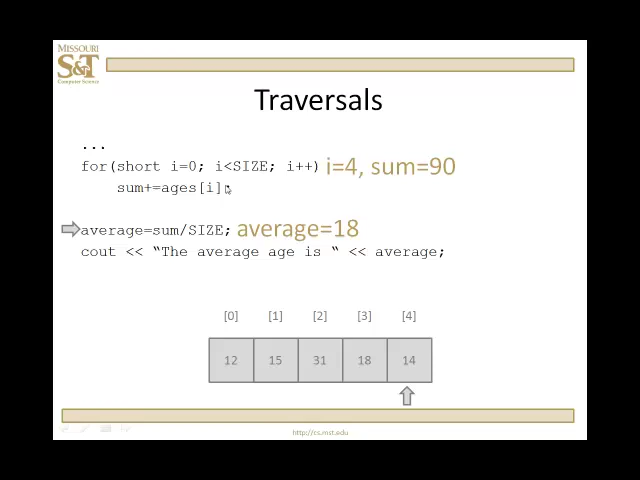 MISSOURI
S&T
Computer Science
Traversals
...
for(short i=0; i<SIZE; i++) i=4, sum=90
sum+=ages[i];
average=sum/SIZE; average=18
cout << “The average age is “ << average;
[0] [1] [2] [3] [4]
12 15 31 18 14
http://cs.mst.edu